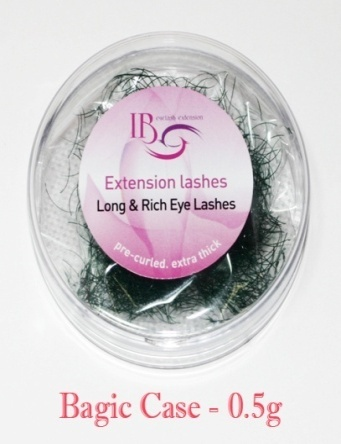 IB eyelash extension
Extension lashes
Long & Rich Eye Lashes
pre-curled, extra thick
Bagic Case - 0.5g